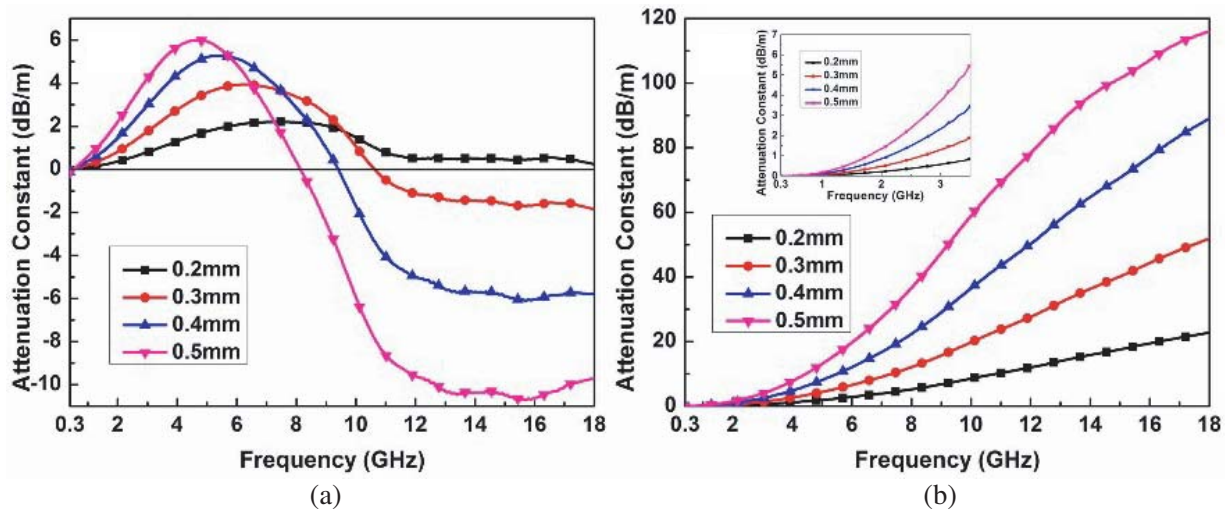 Attenuation Constant (dB/m)
6
4
2
0
-2
-4
-6
-8
-10
0.2mm
0.3mm
0.4mm
0.5mm
0.3 2 4 6 8 10 12 14 16 18
Frequency (GHz)
(a)
Attenuation Constant (dB/m)
120
100
80
60
40
20
0
Attenuation Constant (dB/m)
7
6
5
4
3
2
1
0
0.2mm
0.3mm
0.4mm
0.5mm
0.3 1 2 3
Frequency (GHz)
0.2mm
0.3mm
0.4mm
0.5mm
0.3 2 4 6 8 10 12 14 16 18
Frequency (GHz)
(b)